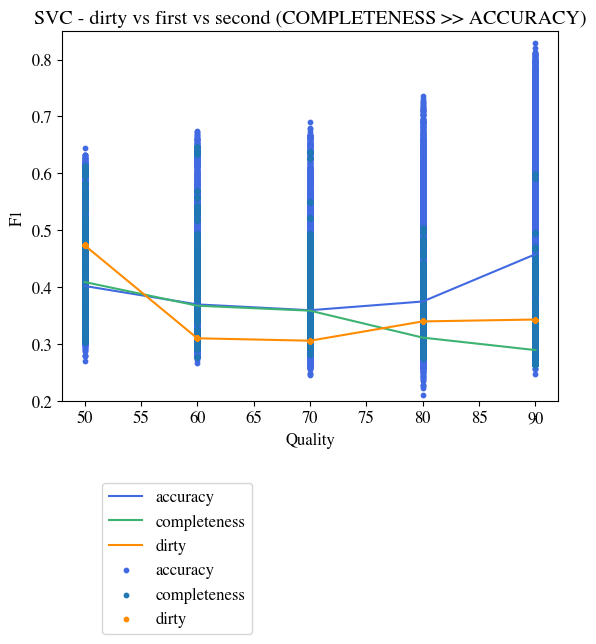 SVC - dirty vs first vs second (COMPLETENESS >> ACCURACY)
0.8
0.7
0.6
0.5
0.4
0.3
0.2
F1
50 55 60 65 70 75 80 85 90
Quality
accuracy
completeness
dirty
accuracy
completeness
dirty